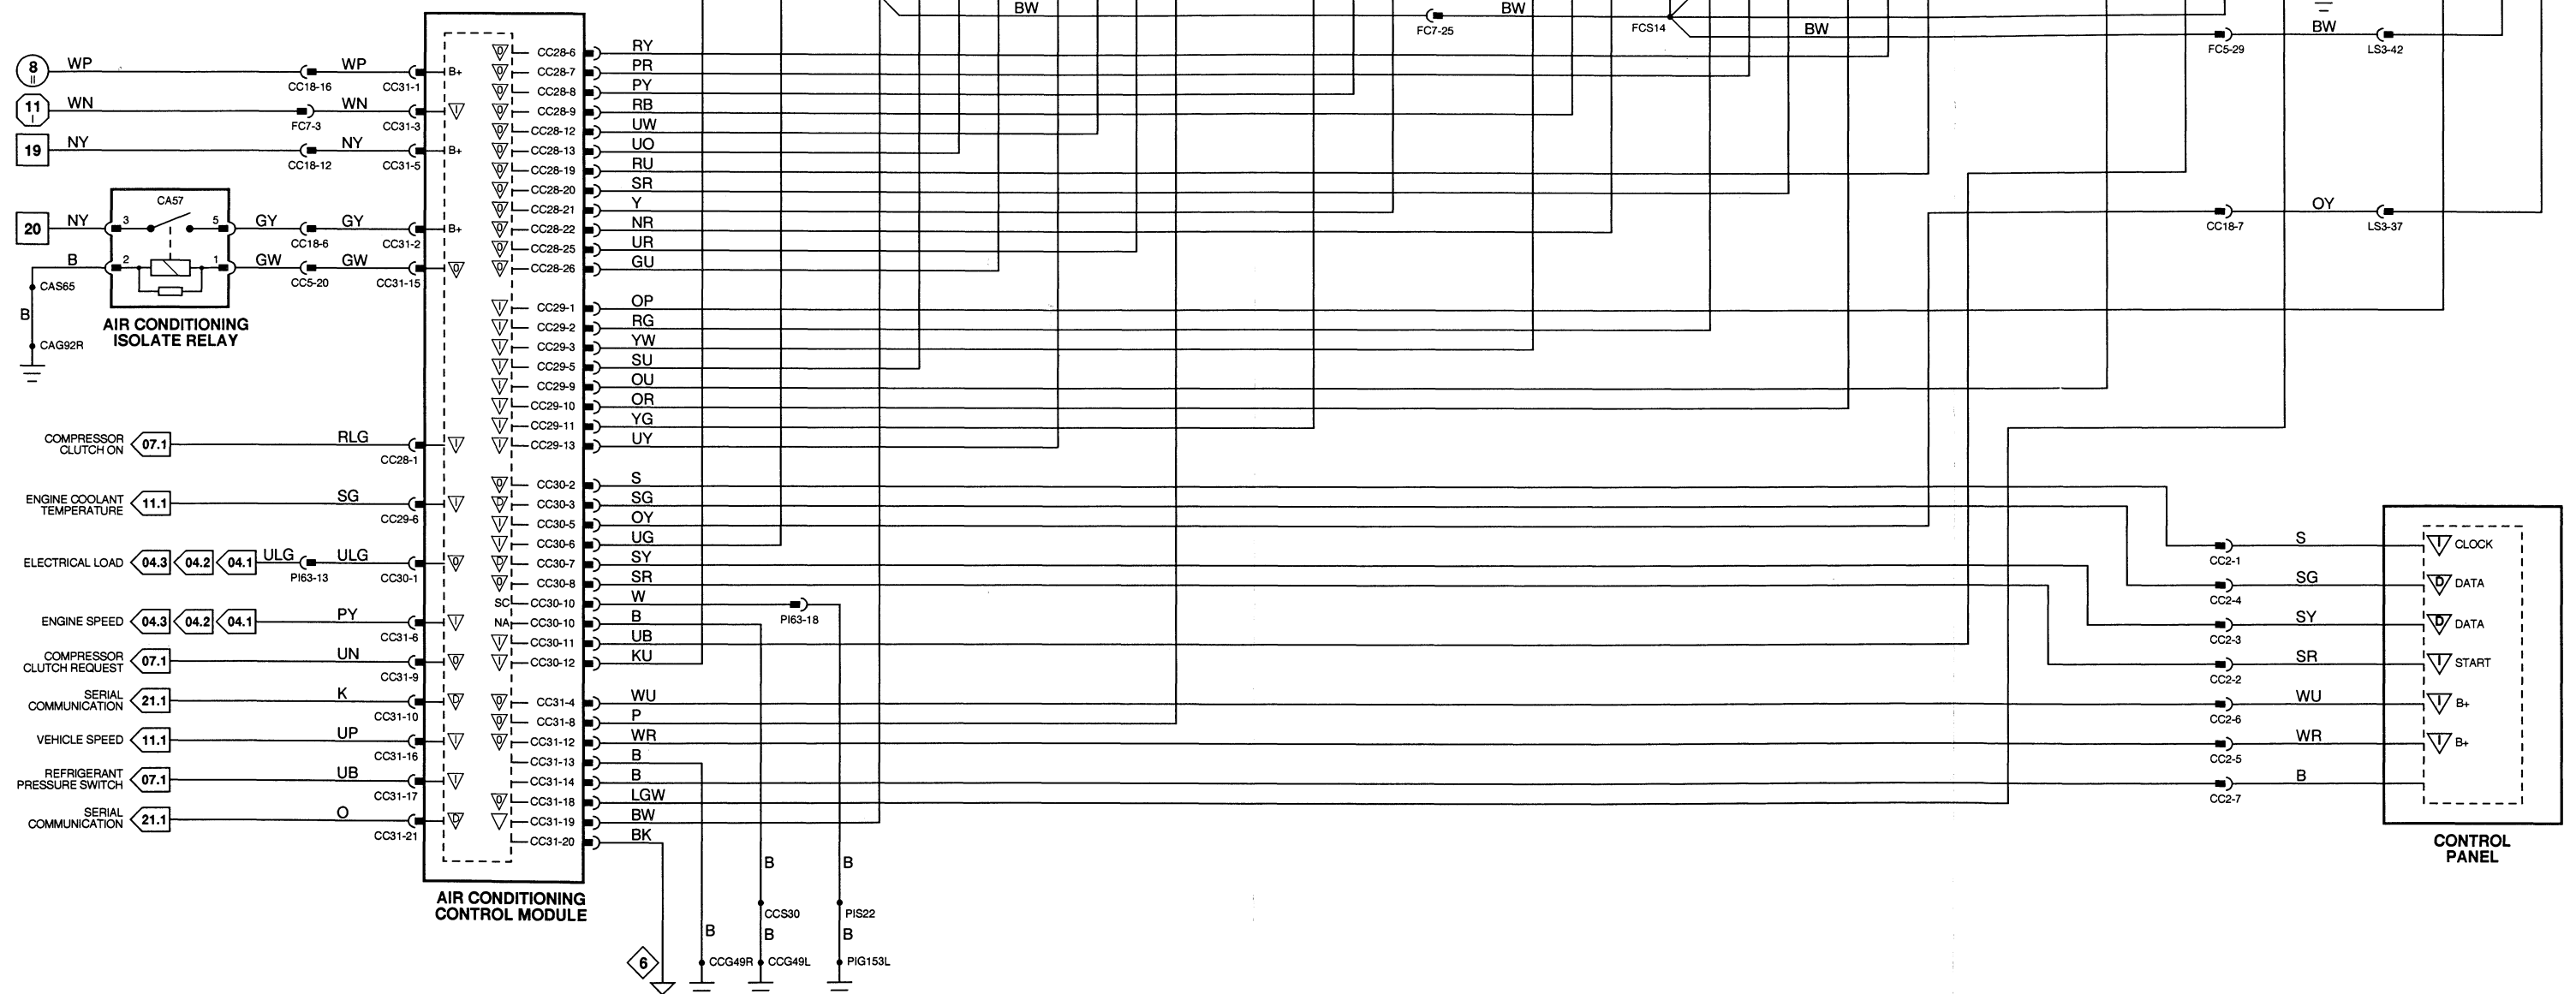 BW
BW
FC7-25
FCS14
BW
FC5-29
BW
LS3-42
8
II
WP
CC18-16
WP
CC31-1
B+
11
I
WN
FC7-3
WN
CC31-3
I
19
NY
CC18-12
NY
CC31-5
B+
20
NY
CA57
3
5
GY
CC18-6
GY
CC31-2
B+
B
2
1
GW
CC5-20
GW
CC31-15
O
CAS65
B
CAG92R
AIR CONDITIONING
ISOLATE RELAY
COMPRESSOR
CLUTCH ON
07.1
RLG
CC28-1
I
ENGINE COOLANT
TEMPERATURE
11.1
SG
CC29-6
I
ELECTRICAL LOAD
04.3
04.2
04.1
ULG
PI63-13
ULG
CC30-1
O
ENGINE SPEED
04.3
04.2
04.1
PY
CC31-6
I
COMPRESSOR
CLUTCH REQUEST
07.1
UN
CC31-9
O
SERIAL
COMMUNICATION
21.1
K
CC31-10
D
VEHICLE SPEED
11.1
UP
CC31-16
I
REFRIGERANT
PRESSURE SWITCH
07.1
UB
CC31-17
I
SERIAL
COMMUNICATION
21.1
O
CC31-21
D
O CC28-6 RY
O CC28-7 PR
O CC28-8 PY
O CC28-9 RB
O CC28-12 UW
O CC28-13 UO
O CC28-19 RU
O CC28-20 SR
O CC28-21 Y
O CC28-22 NR
O CC28-25 UR
O CC28-26 GU
I CC29-1 OP
I CC29-2 RG
I CC29-3 YW
I CC29-5 SU
I CC29-9 OU
I CC29-10 OR
I CC29-11 YG
I CC29-13 UY
O CC30-2 S
D CC30-3 SG
I CC30-5 OY
I CC30-6 UG
D CC30-7 SY
O CC30-8 SR
SC CC30-10 W
PI63-18
NA CC30-10 B
I CC30-11 UB
I CC30-12 KU
O CC31-4 WU
O CC31-8 P
O CC31-12 WR
CC31-13 B
CC31-14 B
O CC31-18 LGW
CC31-19 BW
CC31-20 BK
AIR CONDITIONING
CONTROL MODULE
6
B
CCG49R
B
CCS30
B
CCG49L
B
PIS22
B
PIG153L
CC18-7
OY
LS3-37
CC2-1
S
I CLOCK
CC2-4
SG
D DATA
CC2-3
SY
D DATA
CC2-2
SR
I START
CC2-6
WU
I B+
CC2-5
WR
I B+
CC2-7
B
CONTROL
PANEL